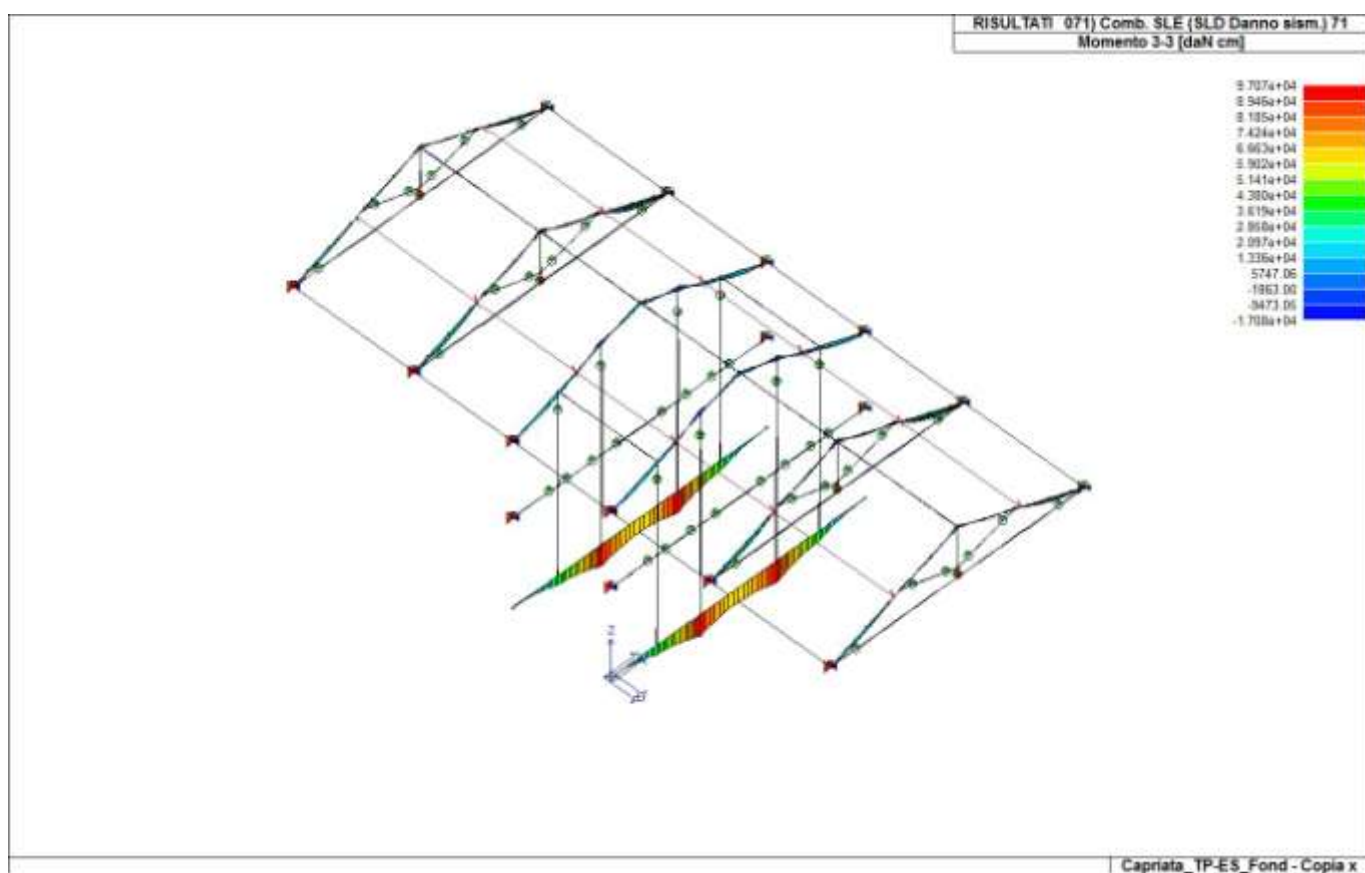 RISULTATI 071) Comb. SLE (SLD Danno sism.) 71
Momento 3-3 [daN cm]
9.707e+04
8.946e+04
8.185e+04
7.424e+04
6.663e+04
5.902e+04
5.141e+04
4.380e+04
3.619e+04
2.858e+04
2.097e+04
1.336e+04
5747.06
-1863.00
-9473.05
-1.708e+04
Capriata_TP-ES_Fond - Copia x